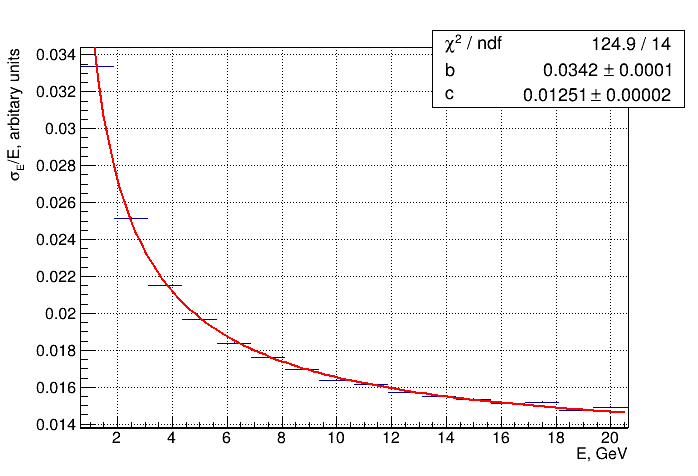 χ² / ndf 124.9 / 14
b 0.0342 ± 0.0001
c 0.01251 ± 0.00002
σE/E, arbitary units
0.034
0.032
0.03
0.028
0.026
0.024
0.022
0.02
0.018
0.016
0.014
2 4 6 8 10 12 14 16 18 20
E, GeV